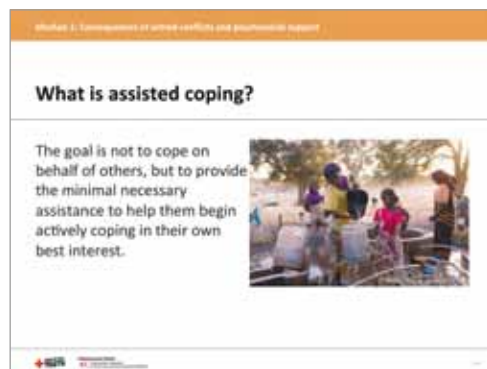 Module 2: Consequences of armed conflicts and psychosocial support
What is assisted coping?
The goal is not to cope on
behalf of others, but to provide
the minimal necessary
assistance to help them begin
actively coping in their own
best interest.